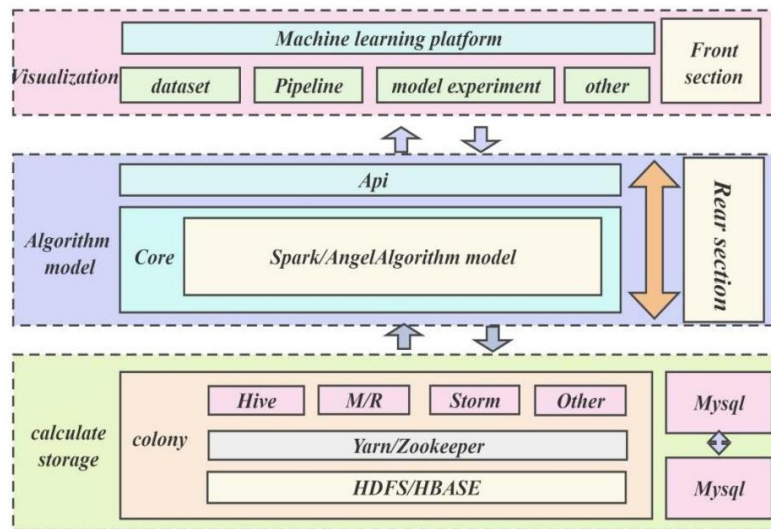 Machine learning platform
Front
section
Visualization
dataset
Pipeline
model experiment
other
Api
Rear section
Algorithm
model
Core
Spark/AngelAlgorithm model
Hive
M/R
Storm
Other
Mysql
calculate
storage
colony
Yarn/Zookeeper
HDFS/HBASE
Mysql